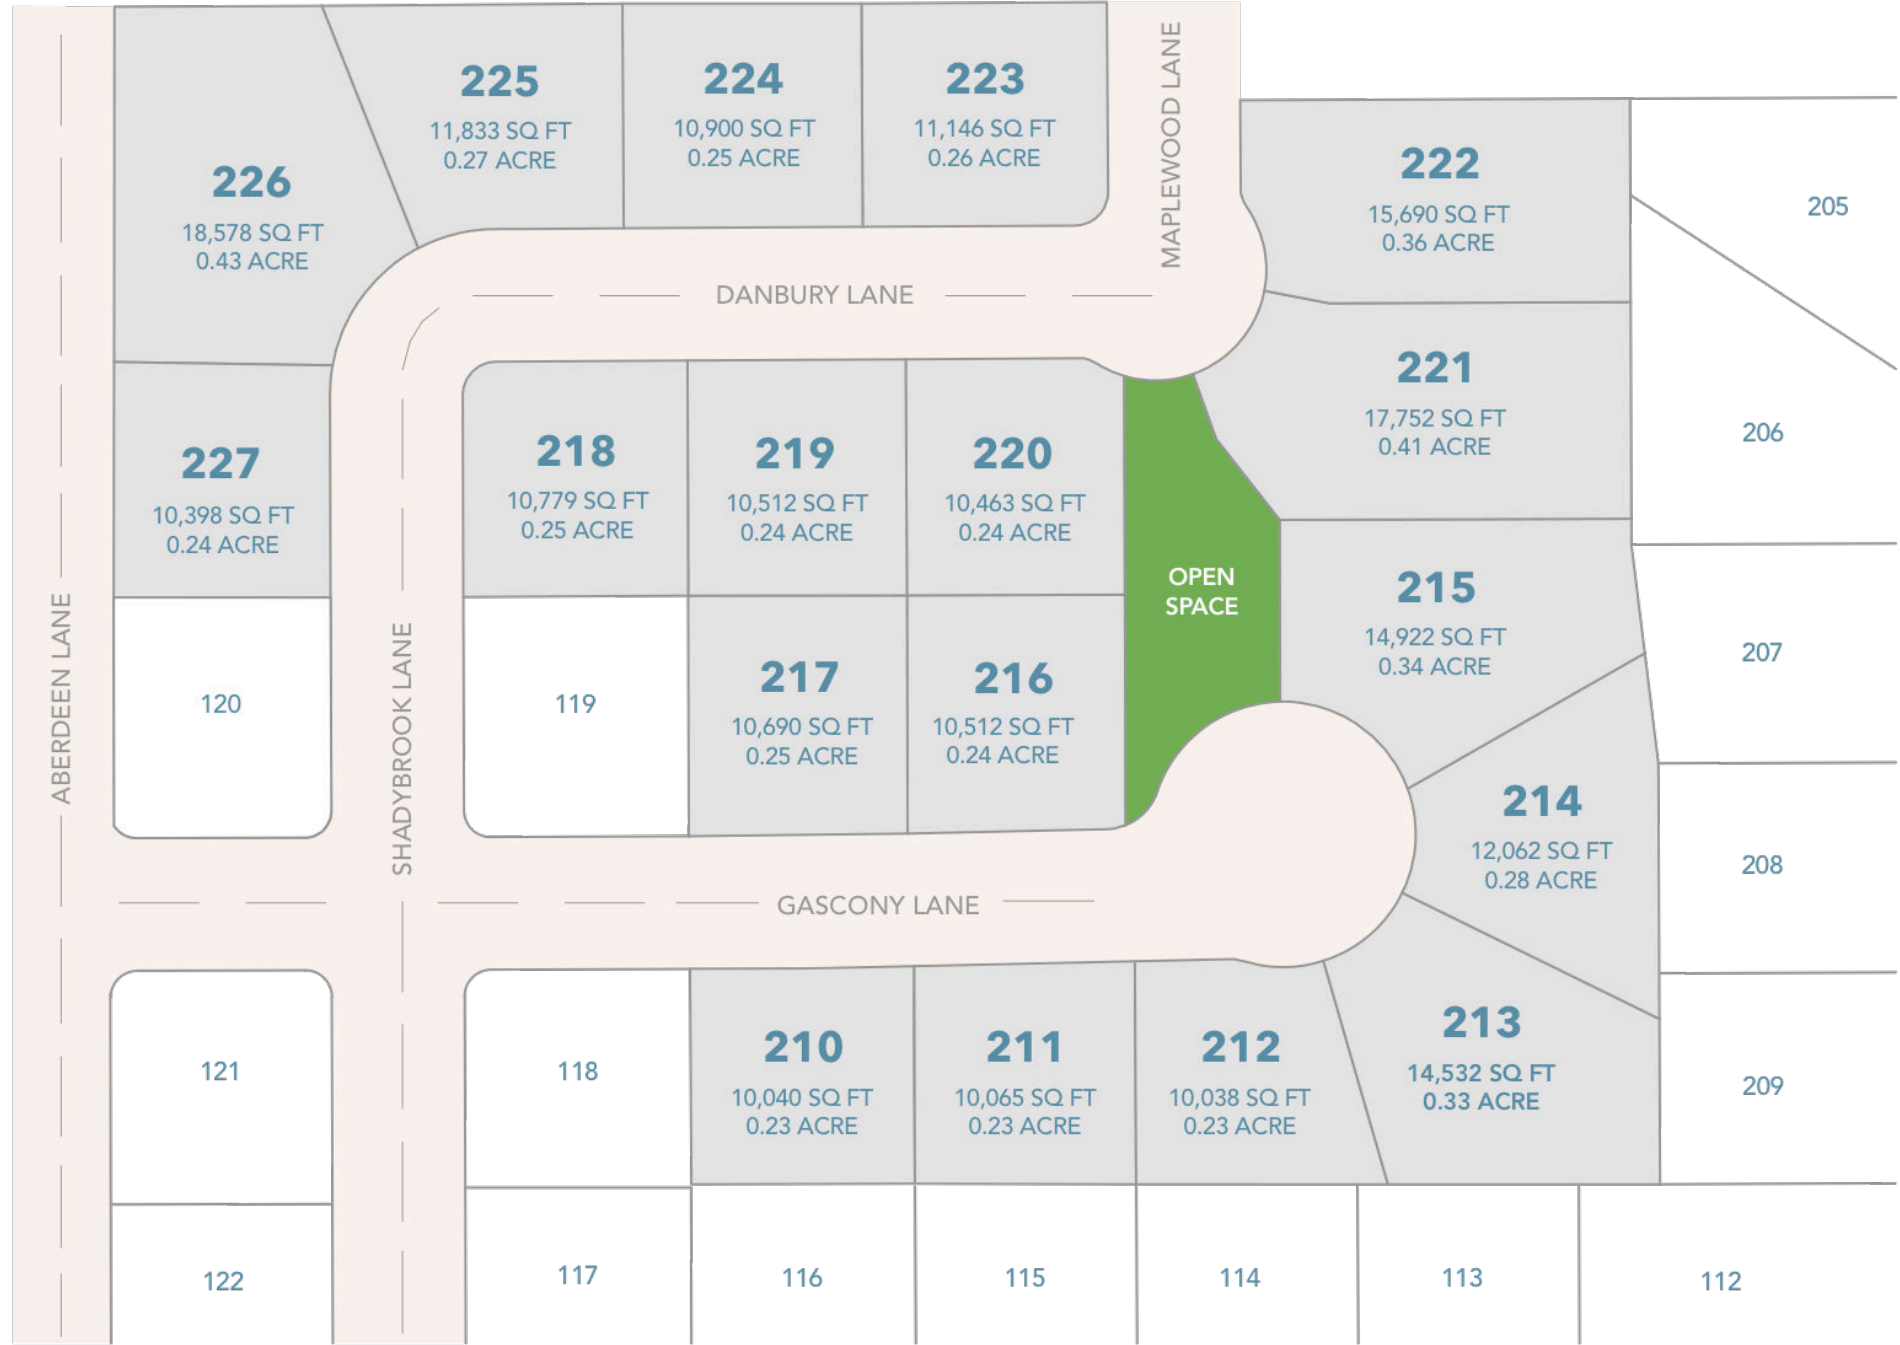 225
11,833 SQ FT
0.27 ACRE
224
10,900 SQ FT
0.25 ACRE
223
11,146 SQ FT
0.26 ACRE
MAPLEWOOD LANE
222
15,690 SQ FT
0.36 ACRE
205
226
18,578 SQ FT
0.43 ACRE
DANBURY LANE
221
17,752 SQ FT
0.41 ACRE
206
227
10,398 SQ FT
0.24 ACRE
218
10,779 SQ FT
0.25 ACRE
219
10,512 SQ FT
0.24 ACRE
220
10,463 SQ FT
0.24 ACRE
OPEN
SPACE
215
14,922 SQ FT
0.34 ACRE
207
ABERDEEN LANE
120
SHADYBROOK LANE
119
217
10,690 SQ FT
0.25 ACRE
216
10,512 SQ FT
0.24 ACRE
214
12,062 SQ FT
0.28 ACRE
208
GASCONY LANE
121
118
210
10,040 SQ FT
0.23 ACRE
211
10,065 SQ FT
0.23 ACRE
212
10,038 SQ FT
0.23 ACRE
213
14,532 SQ FT
0.33 ACRE
209
122
117
116
115
114
113
112